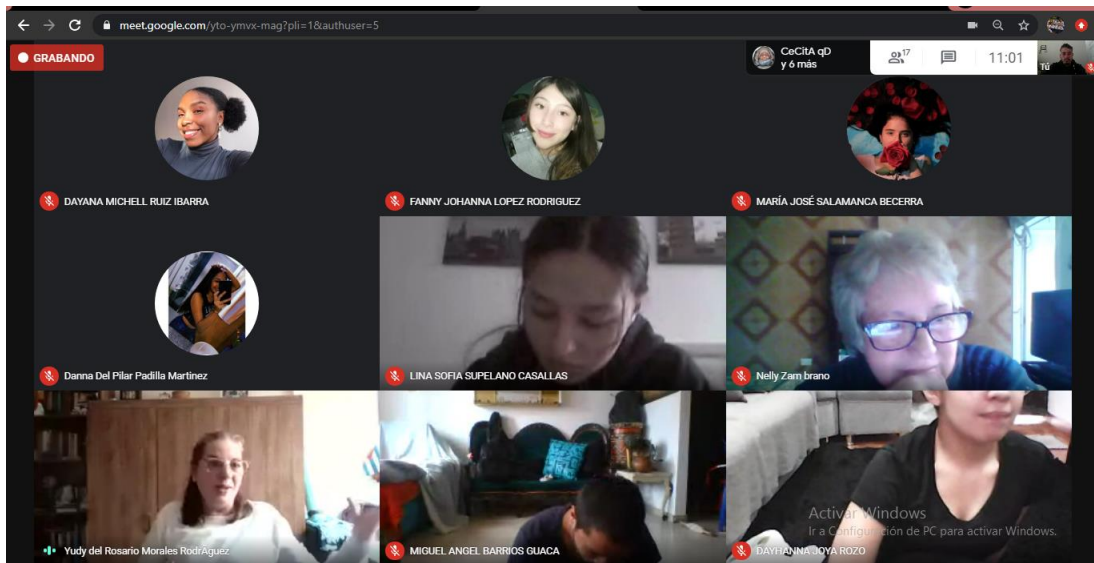 meet.google.com/yto-ymvx-mag?pli=1&authuser=5
GRABANDO
CeCitA qD
y 6 más
17
11:01
Tú
DAYANA MICHELL RUIZ IBARRA
FANNY JOHANNA LOPEZ RODRIGUEZ
MARÍA JOSÉ SALAMANCA BECERRA
Danna Del Pilar Padilla Martinez
LINA SOFIA SUPELANO CASALLAS
Nelly Zam brano
Yudy del Rosario Morales RodrÃguez
MIGUEL ANGEL BARRIOS GUACA
Activar Windows
Ir a Configuración de PC para activar Windows.
DAYHANNA JOYA ROZO